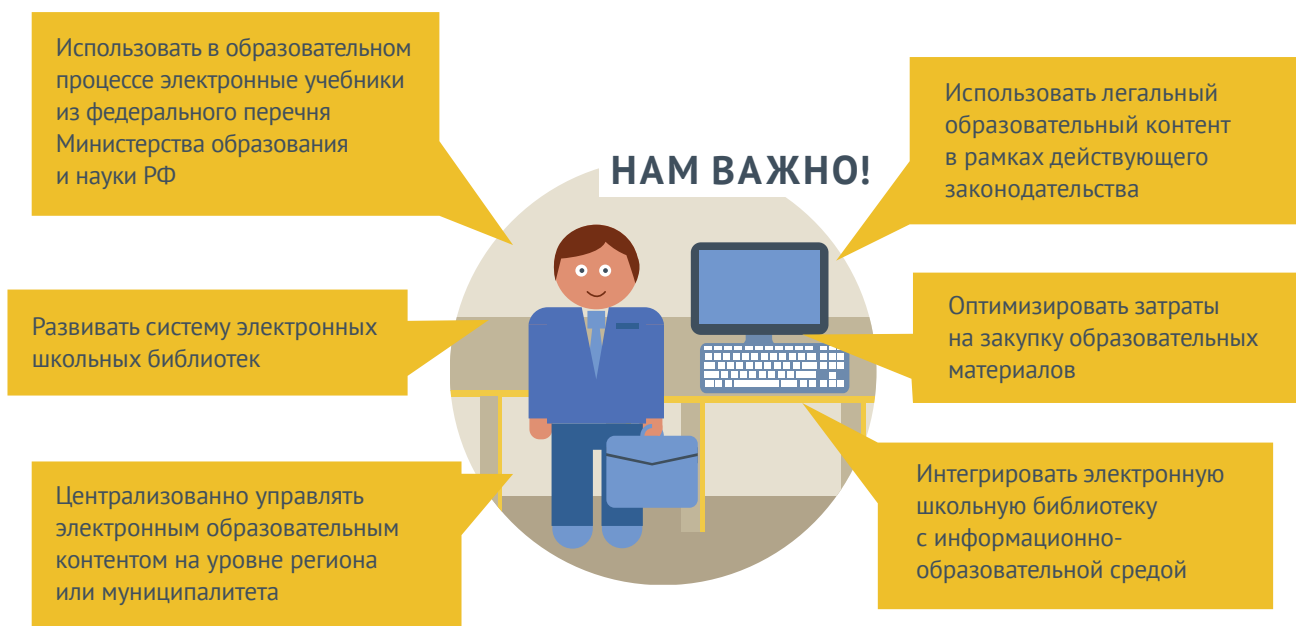 Использовать в образовательном
процессе электронные учебники
из федерального перечня
Министерства образования
и науки РФ
НАМ ВАЖНО!
Использовать легальный
образовательный контент
в рамках действующего
законодательства
Развивать систему электронных
школьных библиотек
Оптимизировать затраты
на закупку образовательных
материалов
Централизованно управлять
электронным образовательным
контентом на уровне региона
или муниципалитета
Интегрировать электронную
школьную библиотеку
с информационно-
образовательной средой